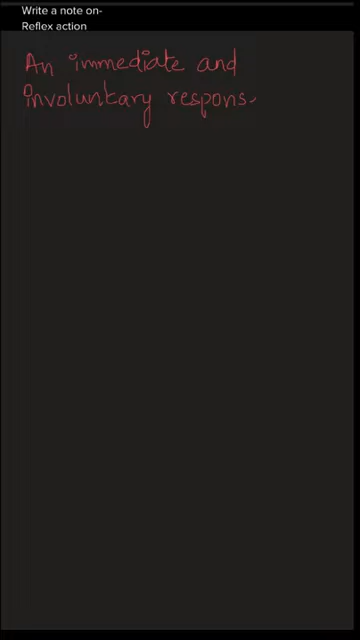 Write a note on-
Reflex action
An immediate and
involuntary respons